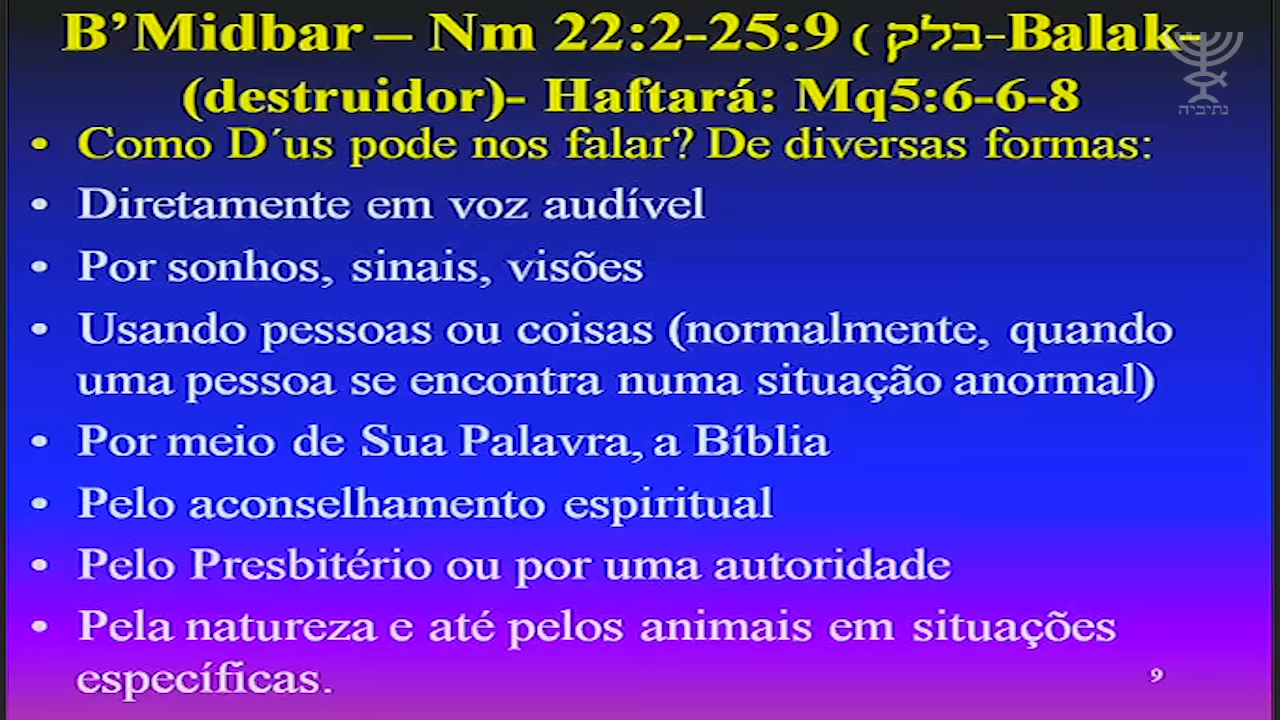 B’Midbar – Nm 22:2-25:9 ( בלק-Balak-
(destruidor)- Haftará: Mq5:6-6-8
• Como D´us pode nos falar? De diversas formas:
• Diretamente em voz audível
• Por sonhos, sinais, visões
• Usando pessoas ou coisas (normalmente, quando
uma pessoa se encontra numa situação anormal)
• Por meio de Sua Palavra, a Bíblia
• Pelo aconselhamento espiritual
• Pelo Presbitério ou por uma autoridade
• Pela natureza e até pelos animais em situações
específicas.
9
נתיביה